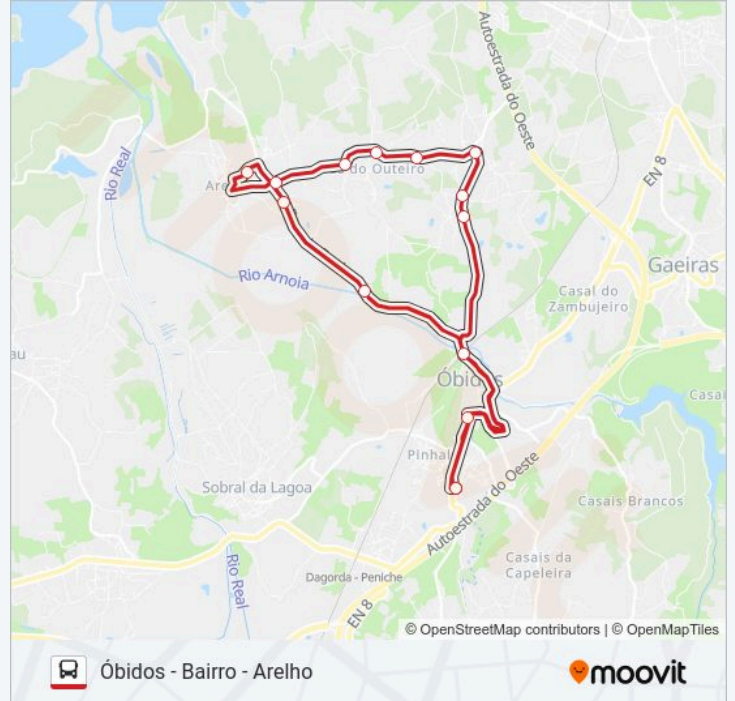 Autoestrada do Oeste
Rio Real
EN 8
do Outeiro
Gaeiras
Rio Arnoia
Casal do
Zambujeiro
au
Óbidos
Casai
Pinhal
Autoestrada do Oeste
Sobral da Lagoa
Casais Brancos
Casais da
Capeleira
Rio Real
Dagorda - Peniche
EN 8
© OpenStreetMap contributors | © OpenMapTiles
Óbidos - Bairro - Arelho
moovit